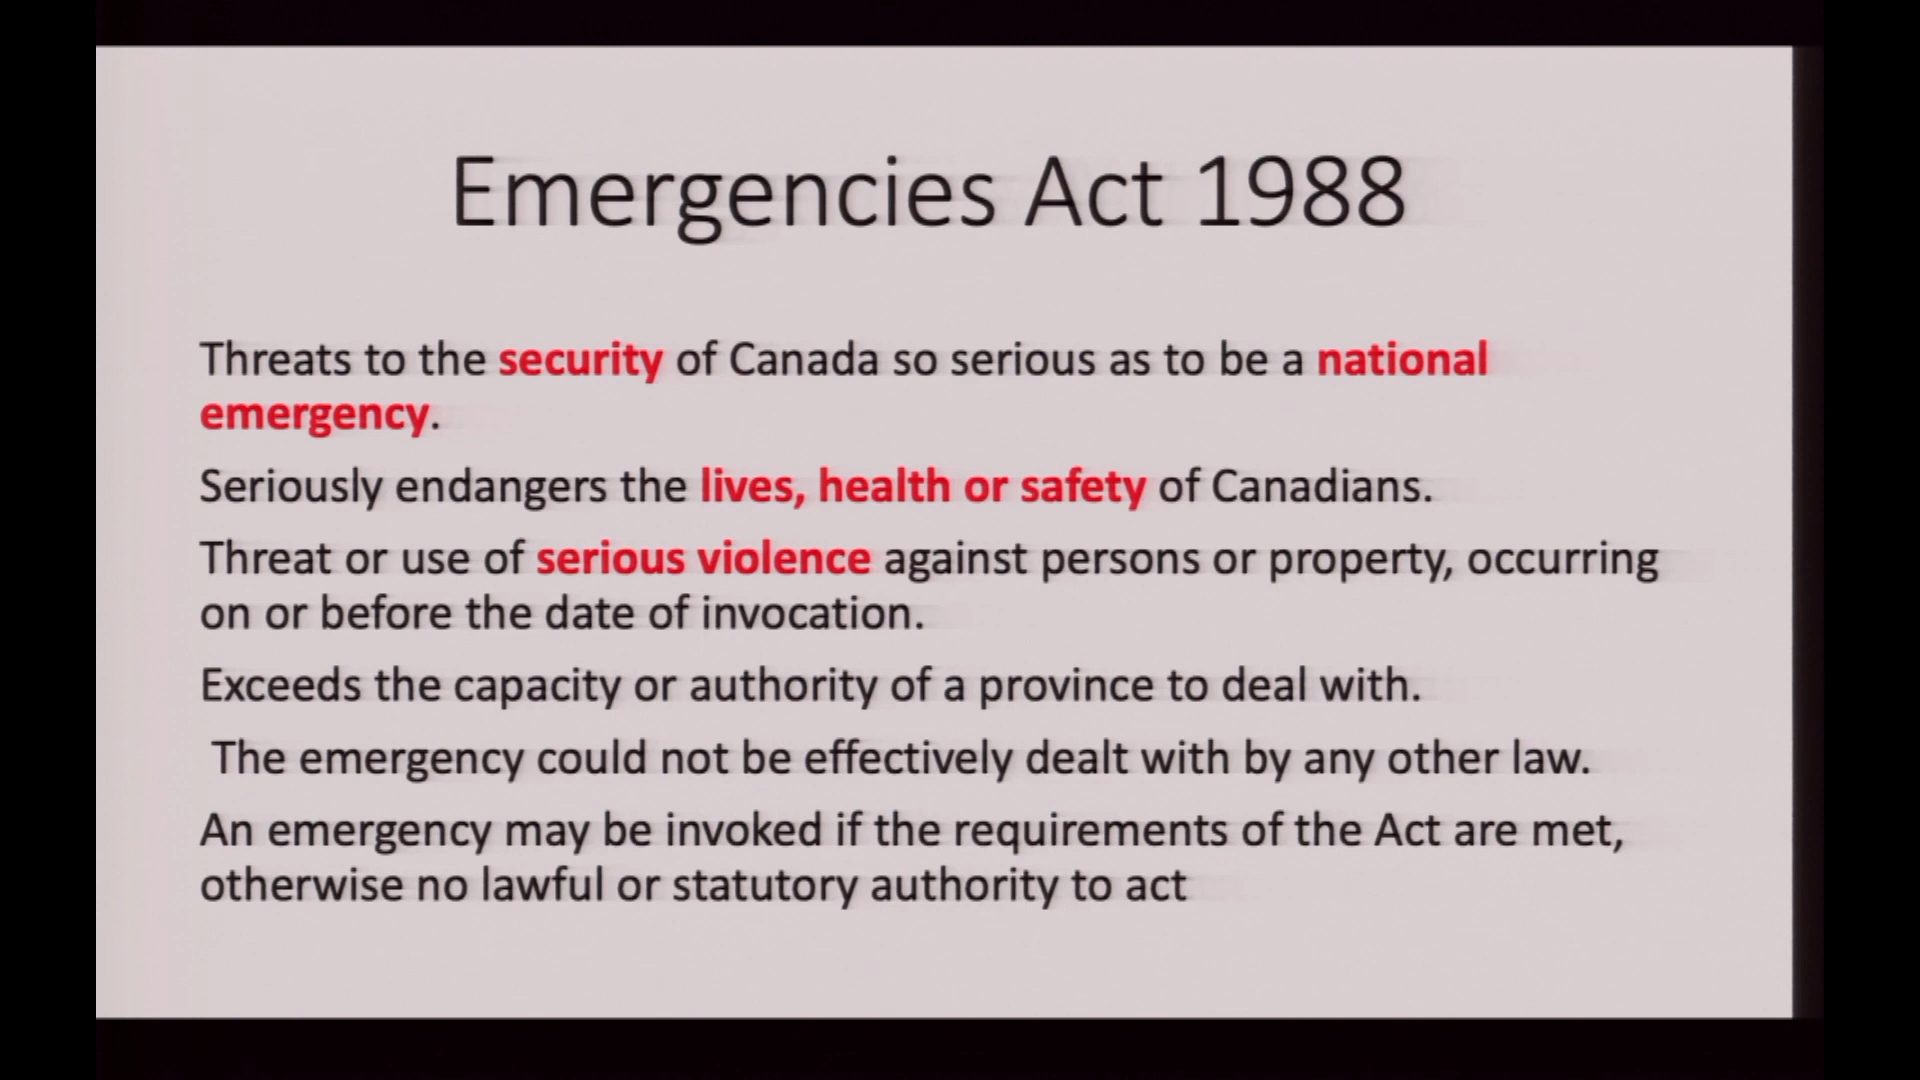 Emergencies Act 1988
Threats to the security of Canada so serious as to be a national
emergency.
Seriously endangers the lives, health or safety of Canadians.
Threat or use of serious violence against persons or property, occurring
on or before the date of invocation.
Exceeds the capacity or authority of a province to deal with.
The emergency could not be effectively dealt with by any other law.
An emergency may be invoked if the requirements of the Act are met,
otherwise no lawful or statutory authority to act